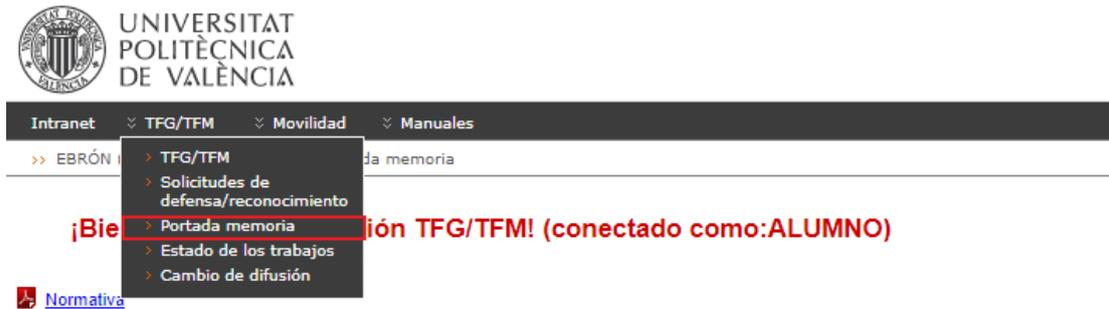 UNIVERSITAT
POLITÈCNICA
DE VALÈNCIA
Intranet TFG/TFM Movilidad Manuales
>> EBRÓN da memoria
> TFG/TFM
> Solicitudes de
defensa/reconocimiento
> Portada memoria
¡Bie ión TFG/TFM! (conectado como:ALUMNO)
> Estado de los trabajos
> Cambio de difusión
Normativa